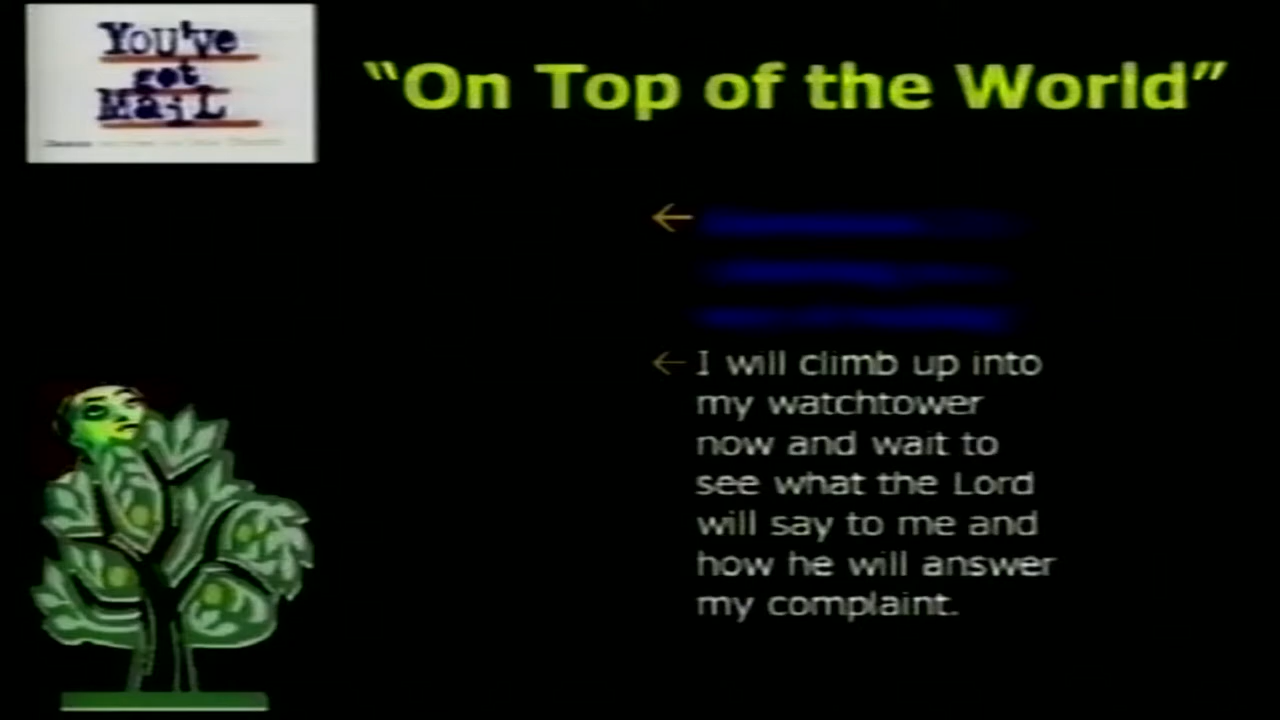 You've
got
MaiL
“On Top of the World”
I will climb up into
my watchtower
now and wait to
see what the Lord
will say to me and
how he will answer
my complaint.